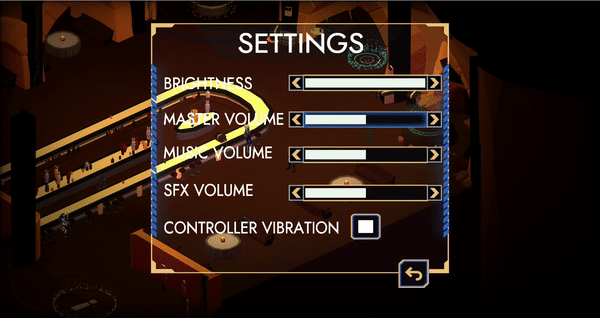 SETTINGS
BRIGHTNESS
MASTER VOLUME
MUSIC VOLUME
SFX VOLUME
CONTROLLER VIBRATION